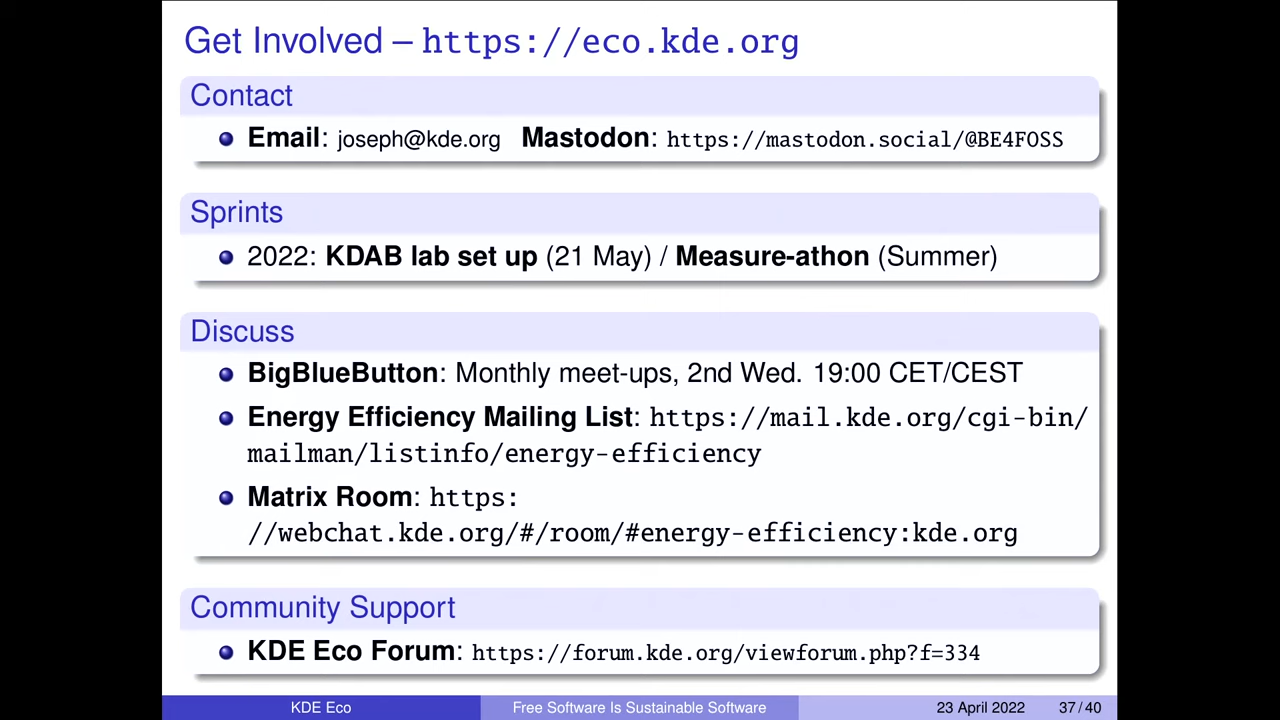 Get Involved – https://eco.kde.org
Contact
Email: joseph@kde.org Mastodon: https://mastodon.social/@BE4FOSS
Sprints
2022: KDAB lab set up (21 May) / Measure-athon (Summer)
Discuss
BigBlueButton: Monthly meet-ups, 2nd Wed. 19:00 CET/CEST
Energy Efficiency Mailing List: https://mail.kde.org/cgi-bin/
mailman/listinfo/energy-efficiency
Matrix Room: https:
//webchat.kde.org/#/room/#energy-efficiency:kde.org
Community Support
KDE Eco Forum: https://forum.kde.org/viewforum.php?f=334
KDE Eco Free Software Is Sustainable Software 23 April 2022 37 / 40